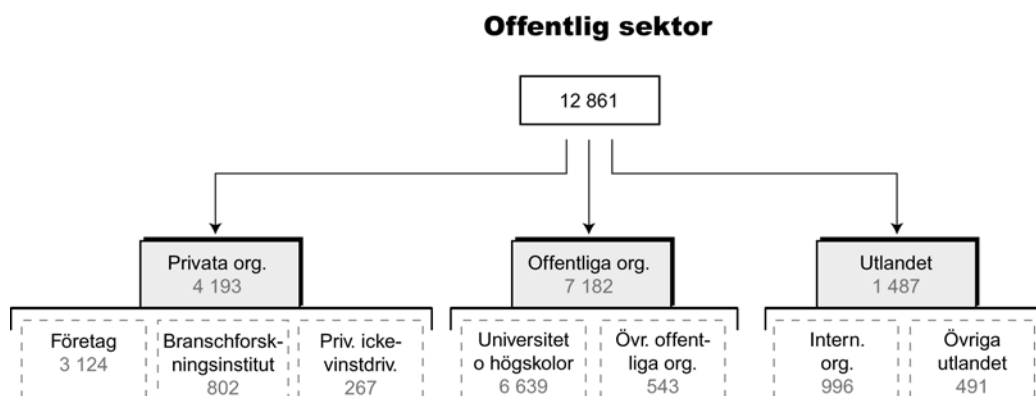 Offentlig sektor
12 861
Privata org.
4 193
Offentliga org.
7 182
Utlandet
1 487
Företag
3 124
Branschforsk-
ningsinstitut
802
Priv. icke-
vinstdriv.
267
Universitet
o högskolor
6 639
Övr. offent-
liga org.
543
Intern.
org.
996
Övriga
utlandet
491